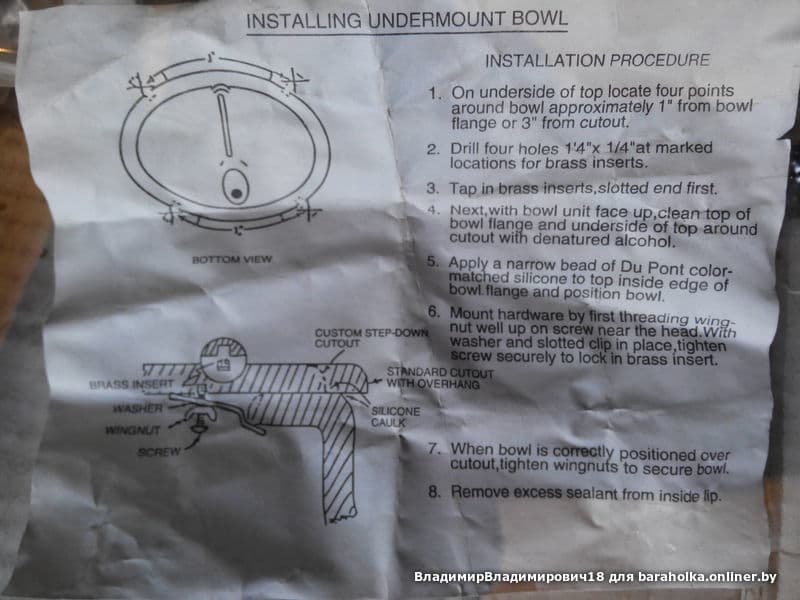 INSTALLING UNDERMOUNT BOWL
BOTTOM VIEW
CUSTOM STEP-DOWN
CUTOUT
STANDARD CUTOUT
WITH OVERHANG
BRASS INSERT
WASHER
WINGNUT
SCREW
SILICONE
CAULK
INSTALLATION PROCEDURE
1. On underside of top locate four points
around bowl approximately 1" from bowl
flange or 3" from cutout.
2. Drill four holes 1'4"x 1/4"at marked
locations for brass inserts.
3. Tap in brass inserts,slotted end first.
4. Next,with bowl unit face up,clean top of
bowl flange and underside of top around
cutout with denatured alcohol.
5. Apply a narrow bead of Du Pont color-
matched silicone to top inside edge of
bowl flange and position bowl.
6. Mount hardware by first threading wing-
nut well up on screw near the head.With
washer and slotted clip in place,tighten
screw securely to lock in brass insert.
7. When bowl is correctly positioned over
cutout,tighten wingnuts to secure bowl.
8. Remove excess sealant from inside lip.
ВладимирВладимирович18 для baraholka.onliner.by